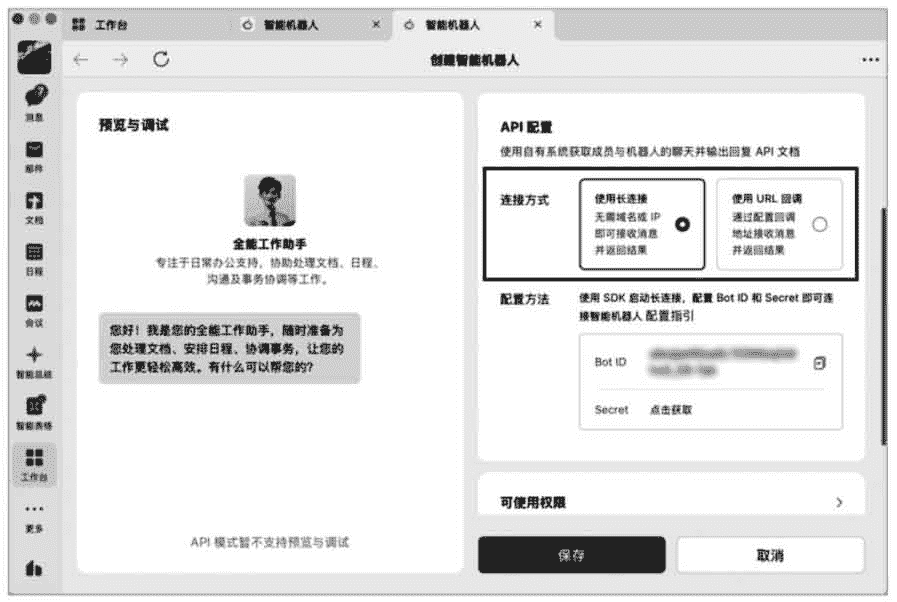 工作台
智能机器人
智能机器人
创建智能机器人
消息
邮件
文档
日程
会议
智能总结
智能表格
工作台
更多
预览与调试
全能工作助手
专注于日常办公支持，协助处理文档、日程、
沟通及事务协调等工作。
您好！我是您的全能工作助手，随时准备为
您处理文档、安排日程、协调事务，让您的
工作更轻松高效。有什么可以帮您的？
API 模式暂不支持预览与调试
API 配置
使用自有系统获取成员与机器人的聊天并输出回复 API 文档
连接方式
使用长连接
无需域名或 IP
即可接收消息
并返回结果
使用 URL 回调
通过配置回调
地址接收消息
并返回结果
配置方法
使用 SDK 启动长连接，配置 Bot ID 和 Secret 即可连
接智能机器人 配置指引
Bot ID
Secret 点击获取
可使用权限
保存
取消